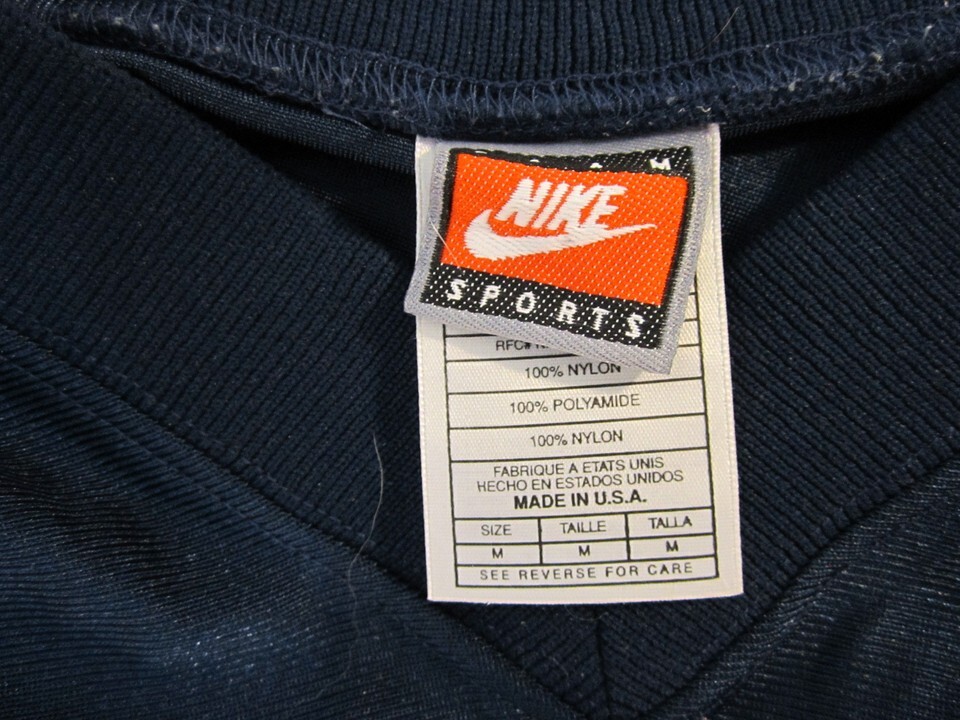 M
NIKE
SPORTS
RFC#
100% NYLON
100% POLYAMIDE
100% NYLON
FABRIQUE A ETATS UNIS
HECHO EN ESTADOS UNIDOS
MADE IN U.S.A.
SIZE TAILLE TALLA
M M M
SEE REVERSE FOR CARE